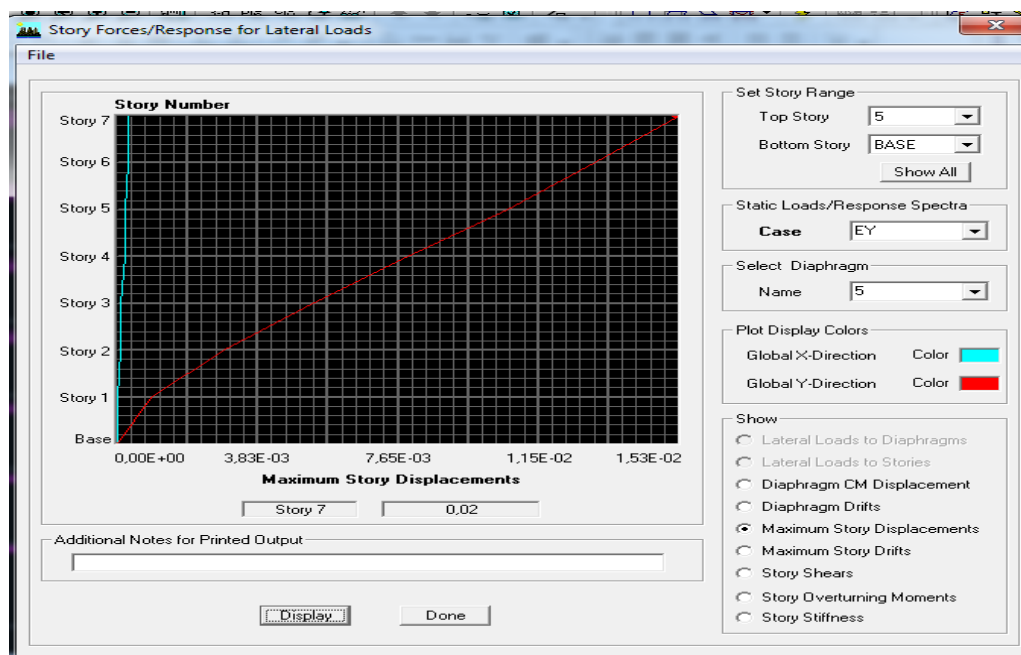 Story Forces/Response for Lateral Loads
File
Story Number
Story 7
Story 6
Story 5
Story 4
Story 3
Story 2
Story 1
Base
0,00E+00 3,83E-03 7,65E-03 1,15E-02 1,53E-02
Maximum Story Displacements
Story 7 0,02
Additional Notes for Printed Output
Display Done
Set Story Range
Top Story 5
Bottom Story BASE
Show All
Static Loads/Response Spectra
Case EY
Select Diaphragm
Name 5
Plot Display Colors
Global X-Direction Color
Global Y-Direction Color
Show
Lateral Loads to Diaphragms
Lateral Loads to Stories
Diaphragm CM Displacement
Diaphragm Drifts
Maximum Story Displacements
Maximum Story Drifts
Story Shears
Story Overturning Moments
Story Stiffness